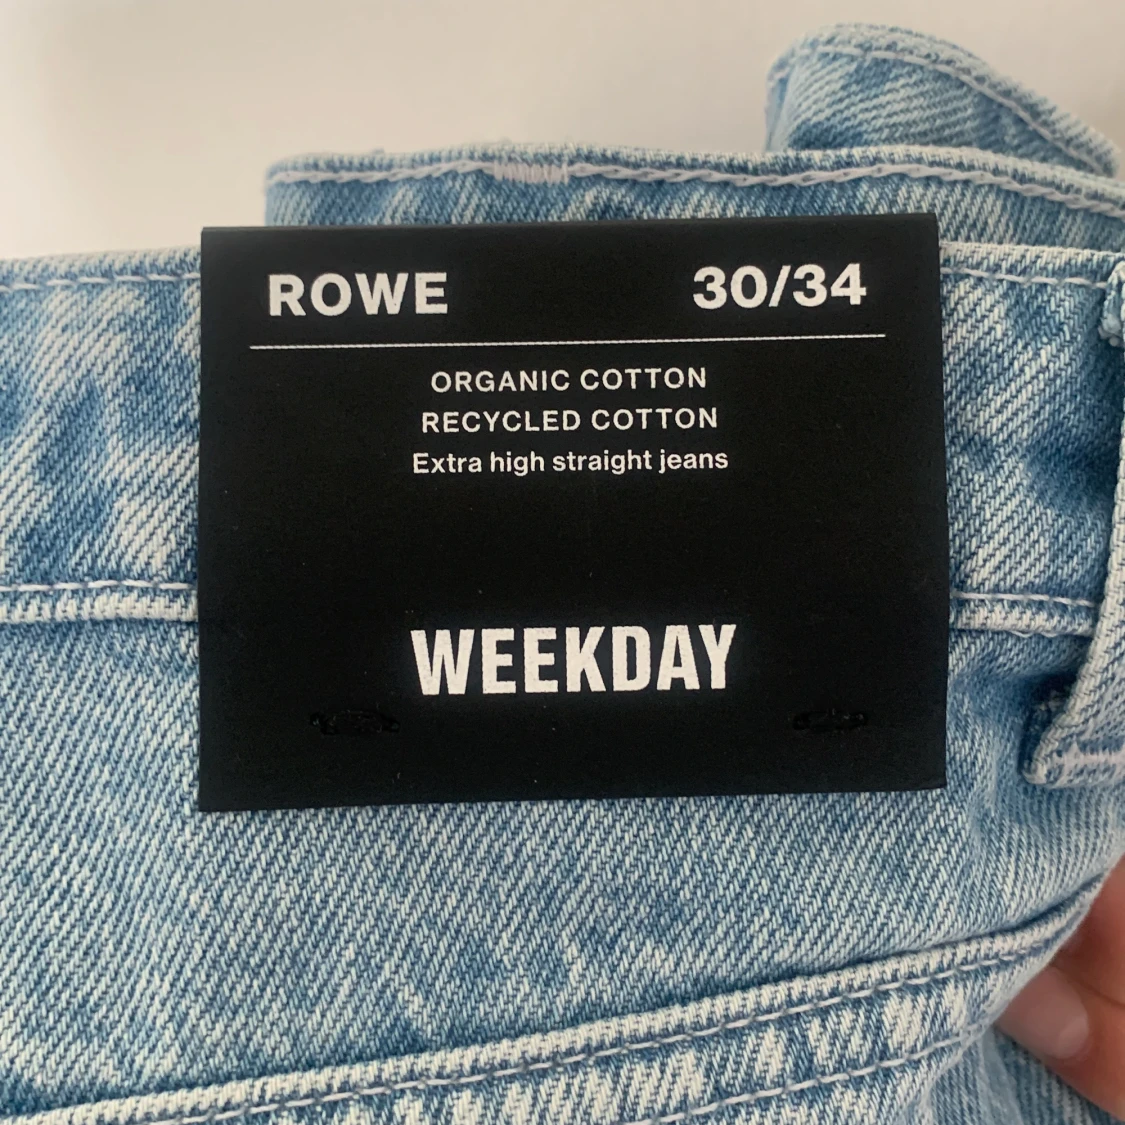 ROWE 30/34
ORGANIC COTTON
RECYCLED COTTON
Extra high straight jeans
WEEKDAY